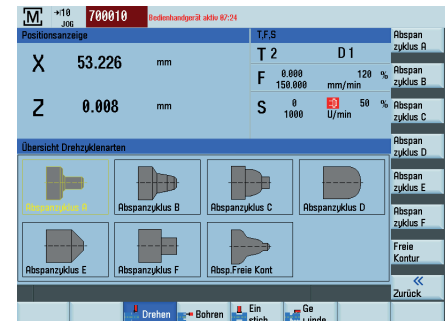 M →10 JOG 700010 Bedienhandgerät aktiv 07:24
Positionsanzeige
X 53.226 mm
Z 0.008 mm
T,F,S
T 2 D 1
F 0.000 120 %
150.000 mm/min
S 0 50 %
1000 U/min
Übersicht Drehzyklenarten
Abspanzyklus A
Abspanzyklus B
Abspanzyklus C
Abspanzyklus D
Abspanzyklus E
Abspanzyklus F
Absp.Freie Kont
Abspan
zyklus A
Abspan
zyklus B
Abspan
zyklus C
Abspan
zyklus D
Abspan
zyklus E
Abspan
zyklus F
Freie
Kontur
«
Zurück
Drehen
Bohren
Ein
stich
Ge
winde